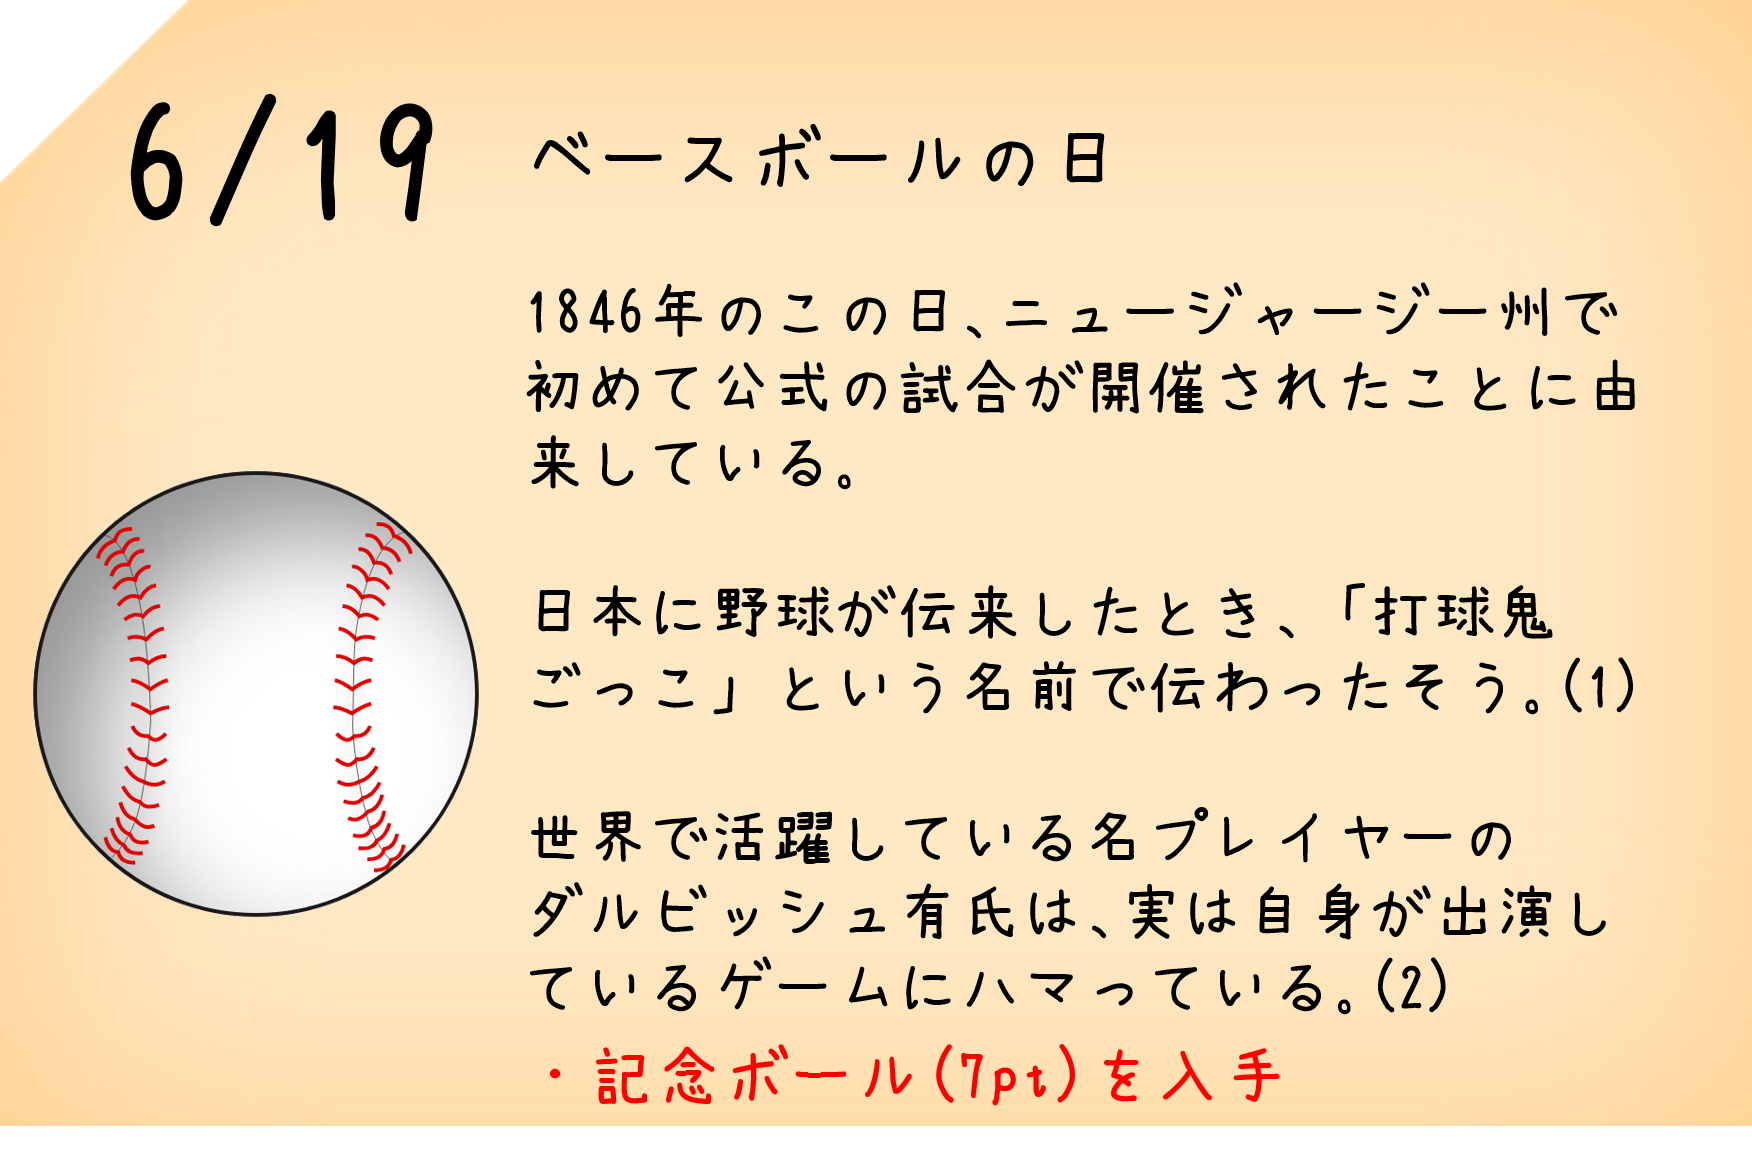 6/19 ベースボールの日
1846年のこの日、ニュージャージー州で
初めて公式の試合が開催されたことに由
来している。
日本に野球が伝来したとき、「打球鬼
ごっこ」という名前で伝わったそう。(1)
世界で活躍している名プレイヤーの
ダルビッシュ有氏は、実は自身が出演し
ているゲームにハマっている。(2)
・記念ボール(7pt)を入手